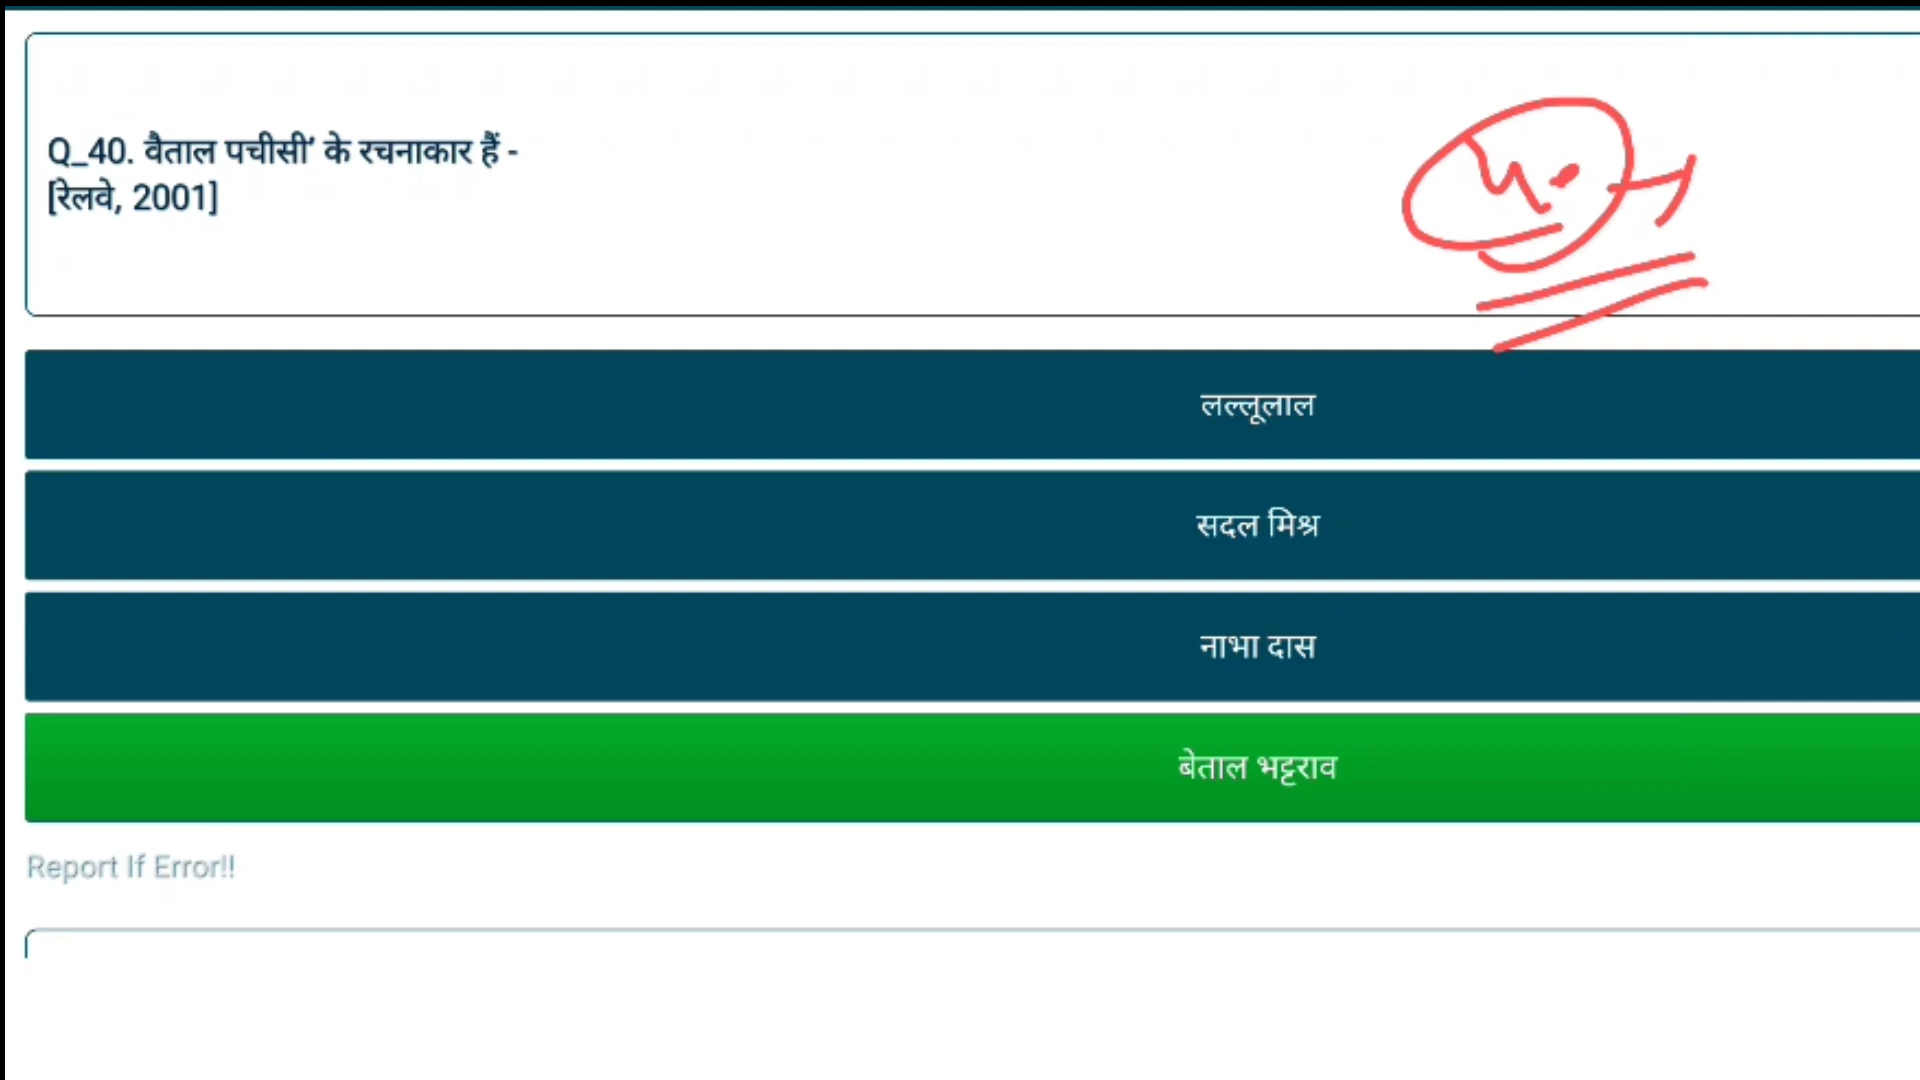 Q_40. वैताल पचीसी’ के रचनाकार हैं -
[रेलवे, 2001]
लल्लूलाल
सदल मिश्र
नाभा दास
बेताल भट्टराव
Report If Error!!